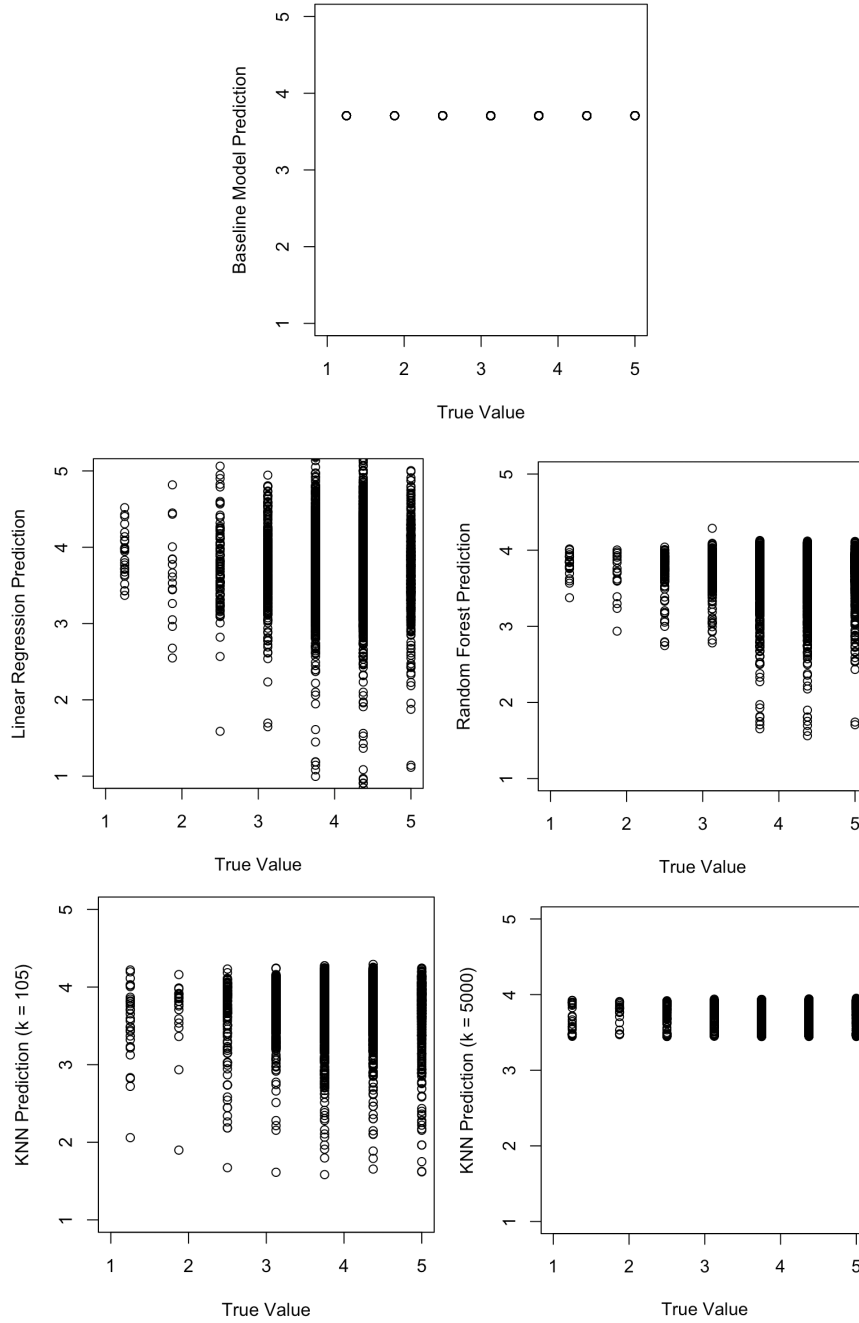 Baseline Model Prediction
5
4
3
2
1
1 2 3 4 5
True Value
Linear Regression Prediction
5
4
3
2
1
1 2 3 4 5
True Value
Random Forest Prediction
5
4
3
2
1
1 2 3 4 5
True Value
KNN Prediction (k = 105)
5
4
3
2
1
1 2 3 4 5
True Value
KNN Prediction (k = 5000)
5
4
3
2
1
1 2 3 4 5
True Value